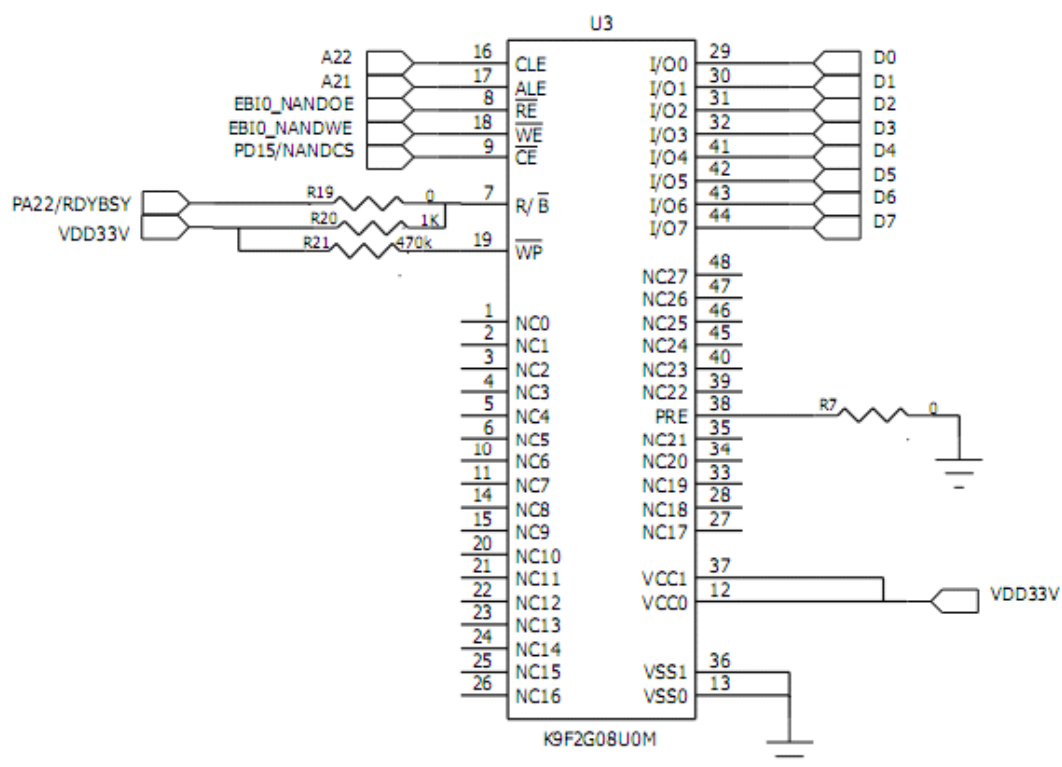 U3
A22 16 CLE I/O0 29 D0
A21 17 ALE I/O1 30 D1
EBI0_NANDOE 8 RE I/O2 31 D2
EBI0_NANDWE 18 WE I/O3 32 D3
PD15/NANDCS 9 CE I/O4 41 D4
I/O5 42 D5
PA22/RDYBSY R19 0 7 R/B I/O6 43 D6
VDD33V R20 1K I/O7 44 D7
R21 470k 19 WP
NC27 48
NC26 47
1 NC0 NC25 46
2 NC1 NC24 45
3 NC2 NC23 40
4 NC3 NC22 39
5 NC4 PRE 38 R7 0
6 NC5 NC21 35
10 NC6 NC20 34
11 NC7 NC19 33
14 NC8 NC18 28
15 NC9 NC17 27
20 NC10
21 NC11 VCC1 37
22 NC12 VCC0 12 VDD33V
23 NC13
24 NC14
25 NC15 VSS1 36
26 NC16 VSS0 13
K9F2G08U0M